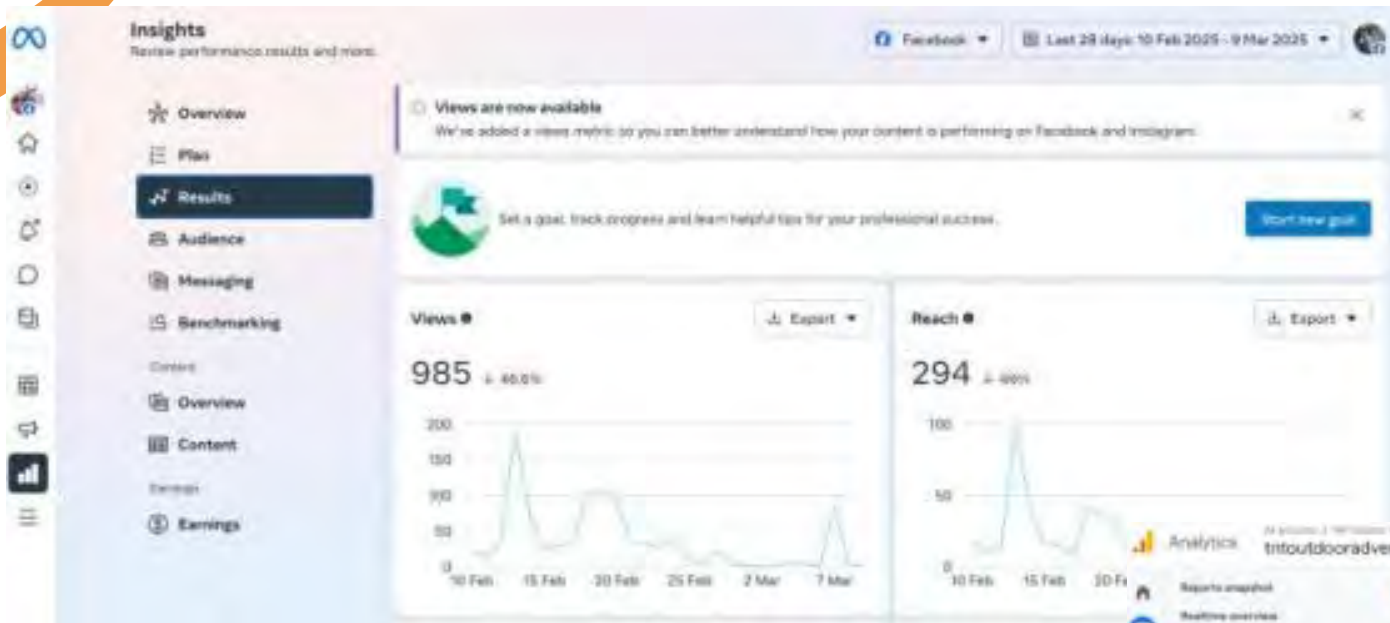 Insights
Review performance results and more.
Facebook
Last 28 days: 10 Feb 2025 - 9 Mar 2025
Overview
Plan
Results
Audience
Messaging
Benchmarking
Content
Overview
Content
Earnings
Earnings
Views are now available
We've added a views metric so you can better understand how your content is performing on Facebook and Instagram.
Set a goal, track progress and learn helpful tips for your professional success.
Start new goal
Views
Export
985
200
150
100
50
0
10 Feb 15 Feb 20 Feb 25 Feb 2 Mar 7 Mar
Reach
Export
294
100
50
0
10 Feb 15 Feb 20 Fe
Analytics
tntoutdooradve
Reports snapshot
Realtime overview